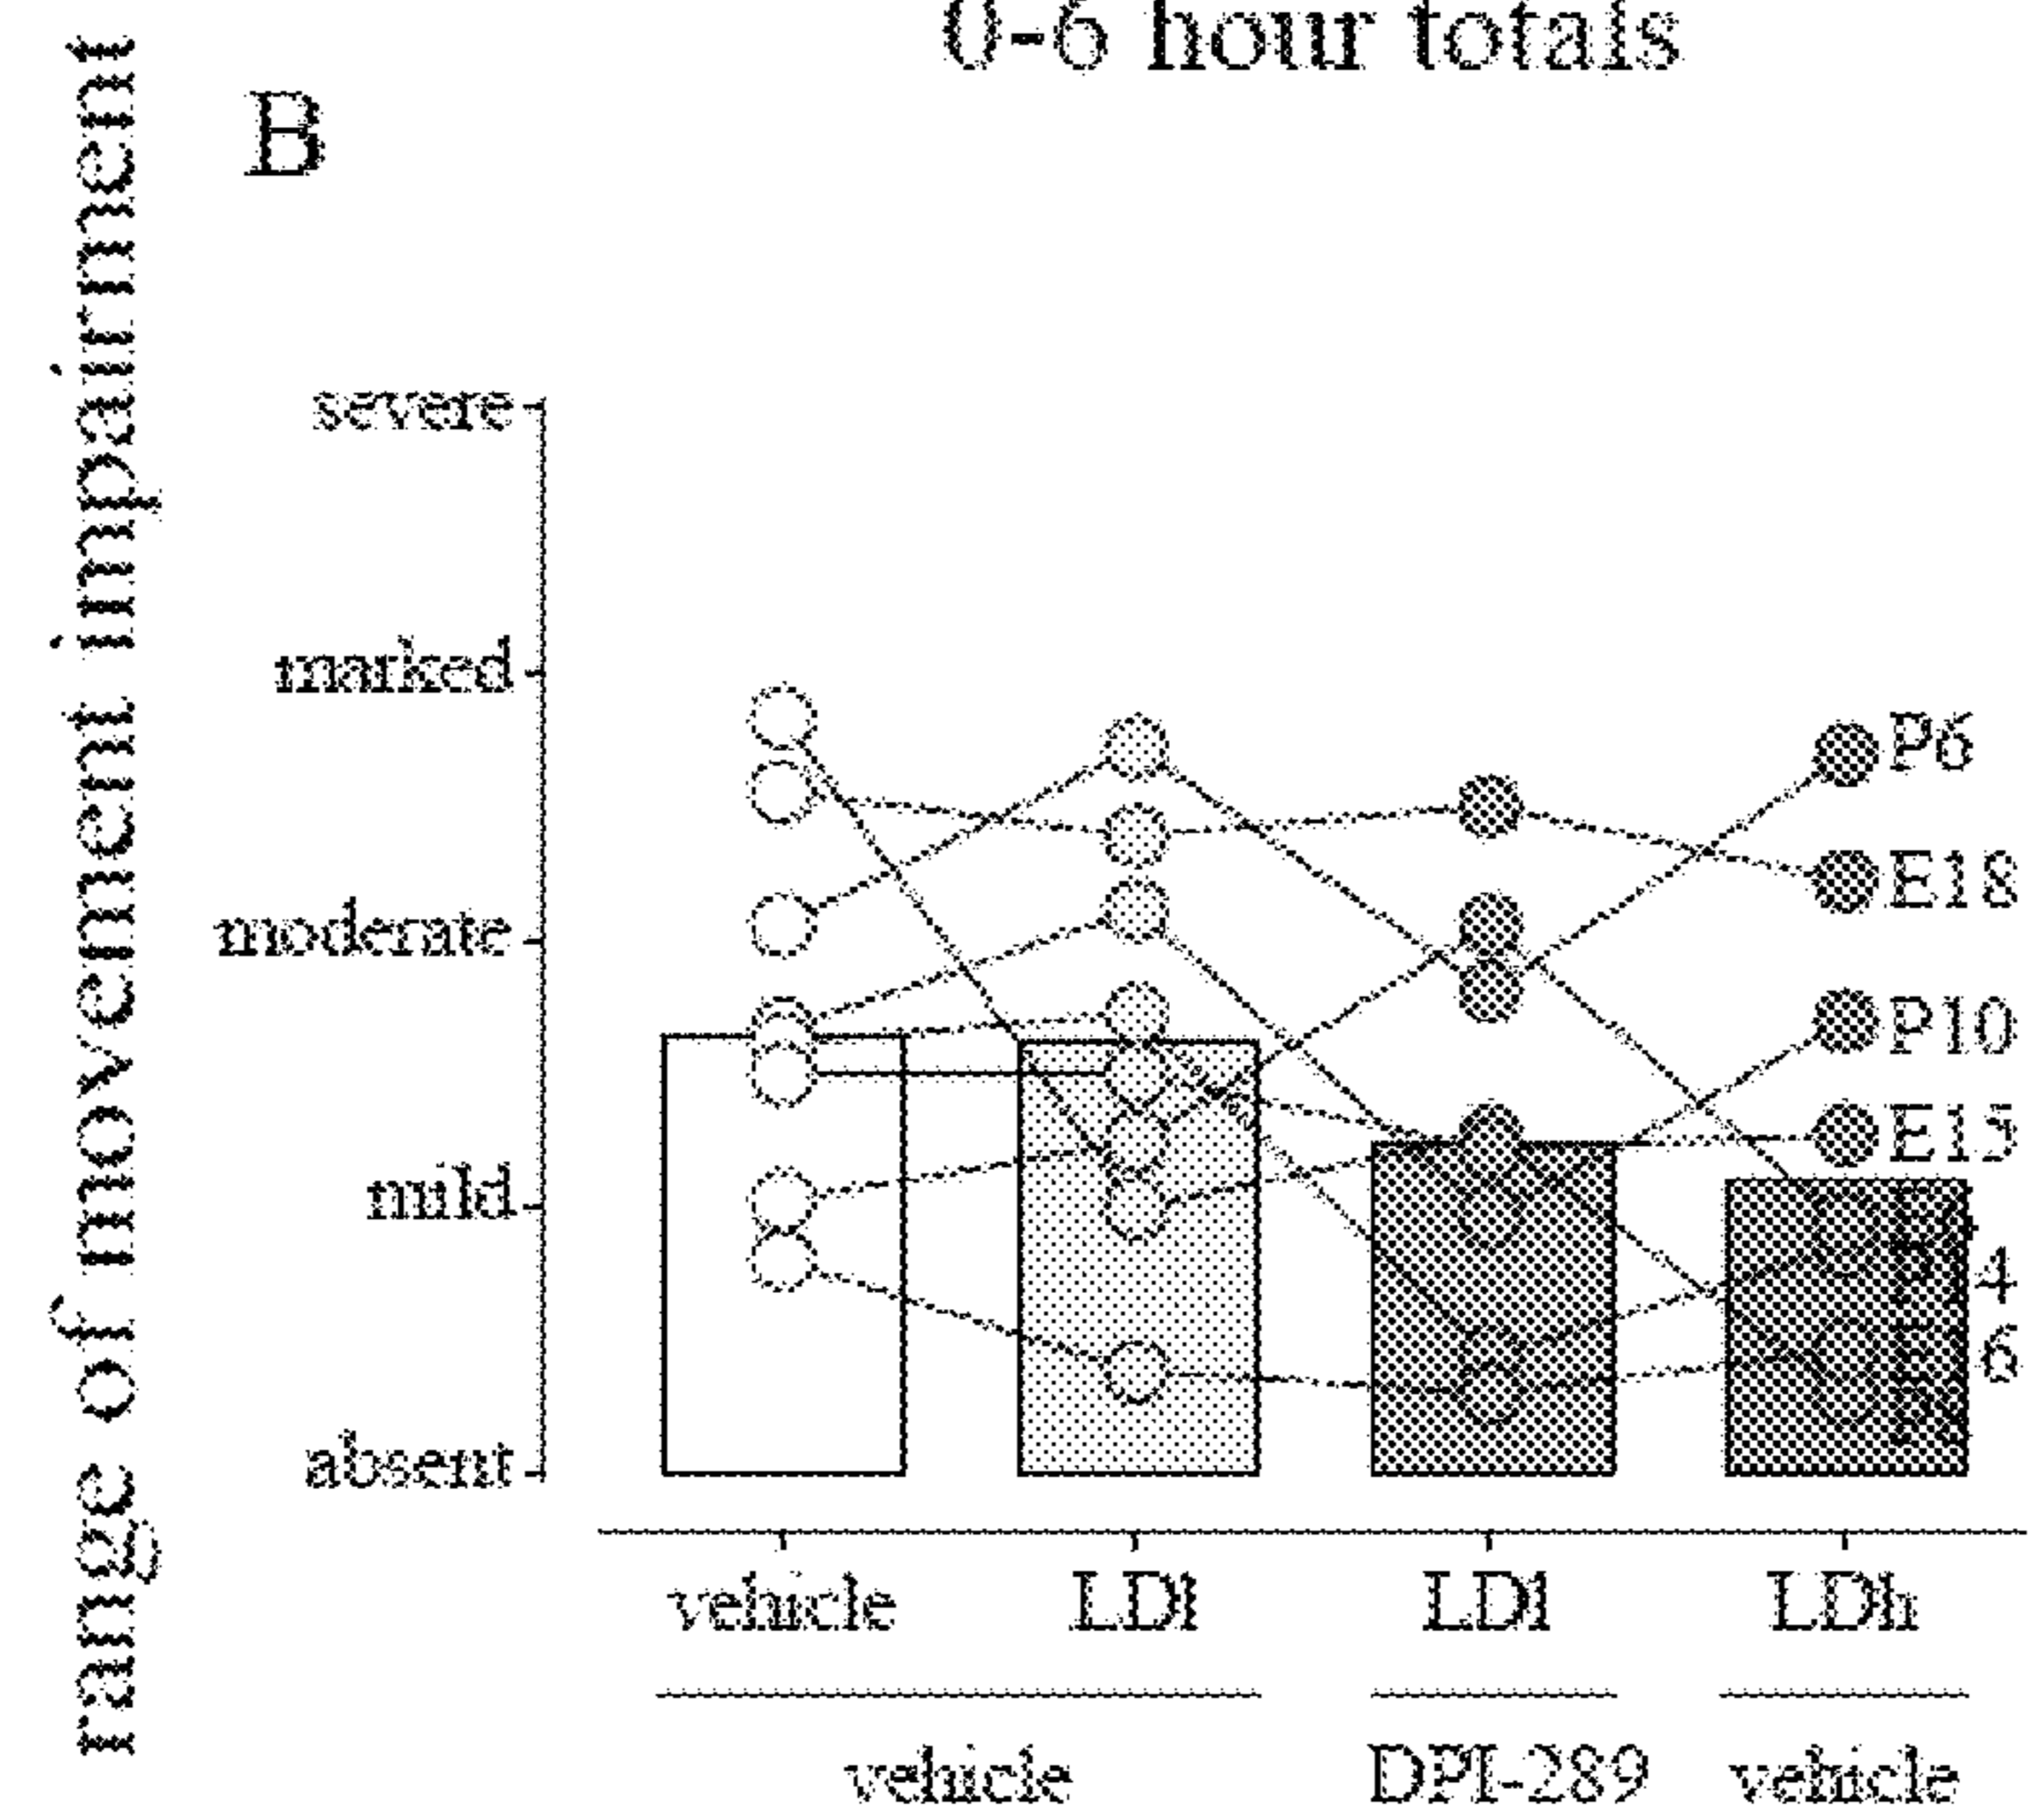 0-6 hour totals
B
range of movement impairment
severe
marked
moderate
mild
absent
P6
E18
P10
E15
vehicle LDl LDl LDh
vehicle DPI-289 vehicle